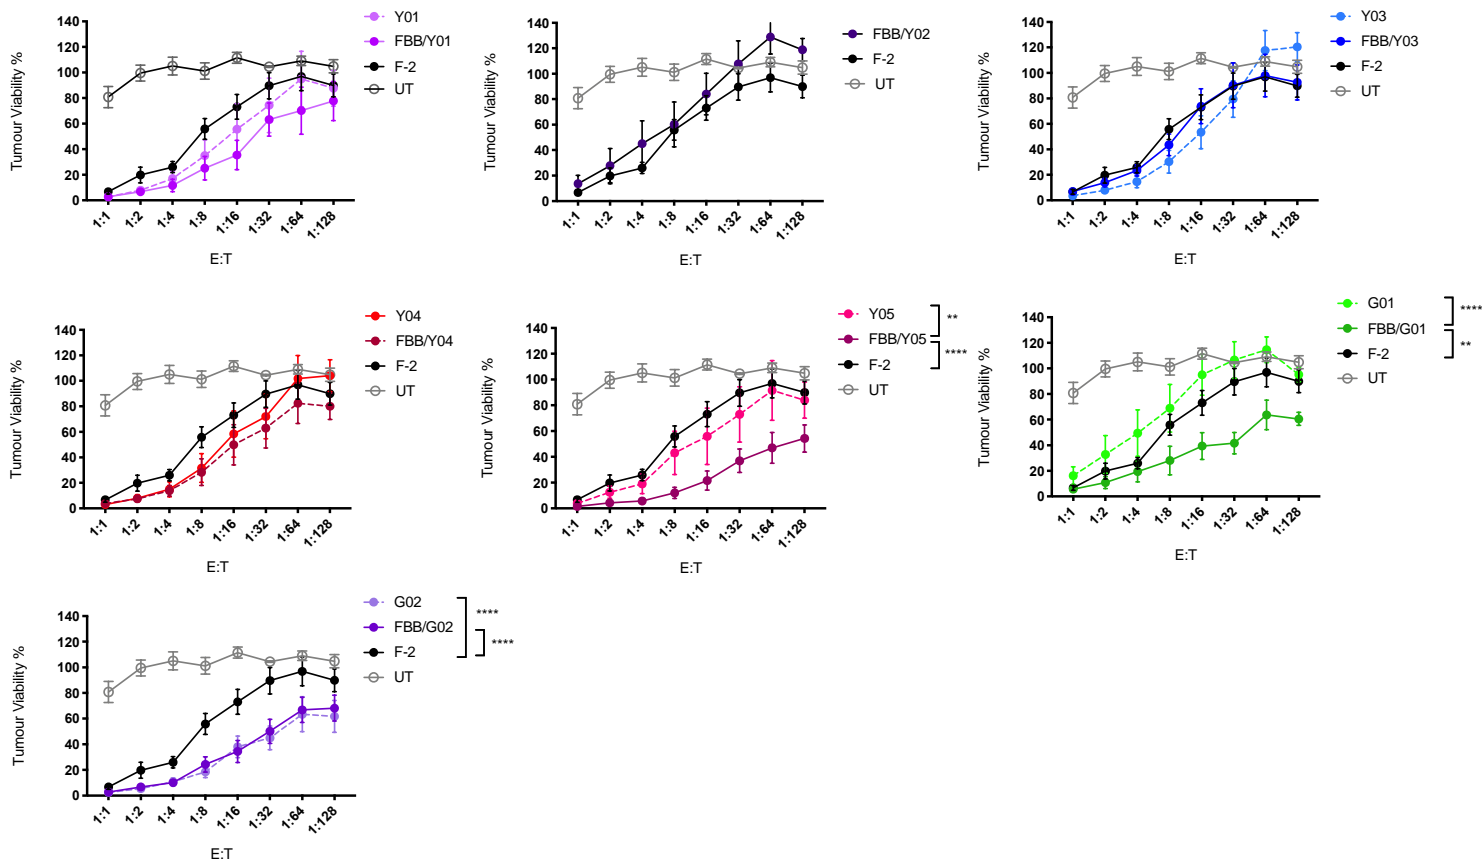 Y01
FBB/Y01
F-2
UT
Tumour Viability %
140
120
100
80
60
40
20
0
1:1
1:2
1:4
1:8
1:16
1:32
1:64
1:128
E:T
FBB/Y02
F-2
UT
Tumour Viability %
140
120
100
80
60
40
20
0
1:1
1:2
1:4
1:8
1:16
1:32
1:64
1:128
E:T
Y03
FBB/Y03
F-2
UT
Tumour Viability %
140
120
100
80
60
40
20
0
1:1
1:2
1:4
1:8
1:16
1:32
1:64
1:128
E:T
Y04
FBB/Y04
F-2
UT
Tumour Viability %
140
120
100
80
60
40
20
0
1:1
1:2
1:4
1:8
1:16
1:32
1:64
1:128
E:T
Y05
FBB/Y05
F-2
UT
**
****
Tumour Viability %
140
120
100
80
60
40
20
0
1:1
1:2
1:4
1:8
1:16
1:32
1:64
1:128
E:T
G01
FBB/G01
F-2
UT
****
**
Tumour Viability %
140
120
100
80
60
40
20
0
1:1
1:2
1:4
1:8
1:16
1:32
1:64
1:128
E:T
G02
FBB/G02
F-2
UT
****
****
Tumour Viability %
140
120
100
80
60
40
20
0
1:1
1:2
1:4
1:8
1:16
1:32
1:64
1:128
E:T